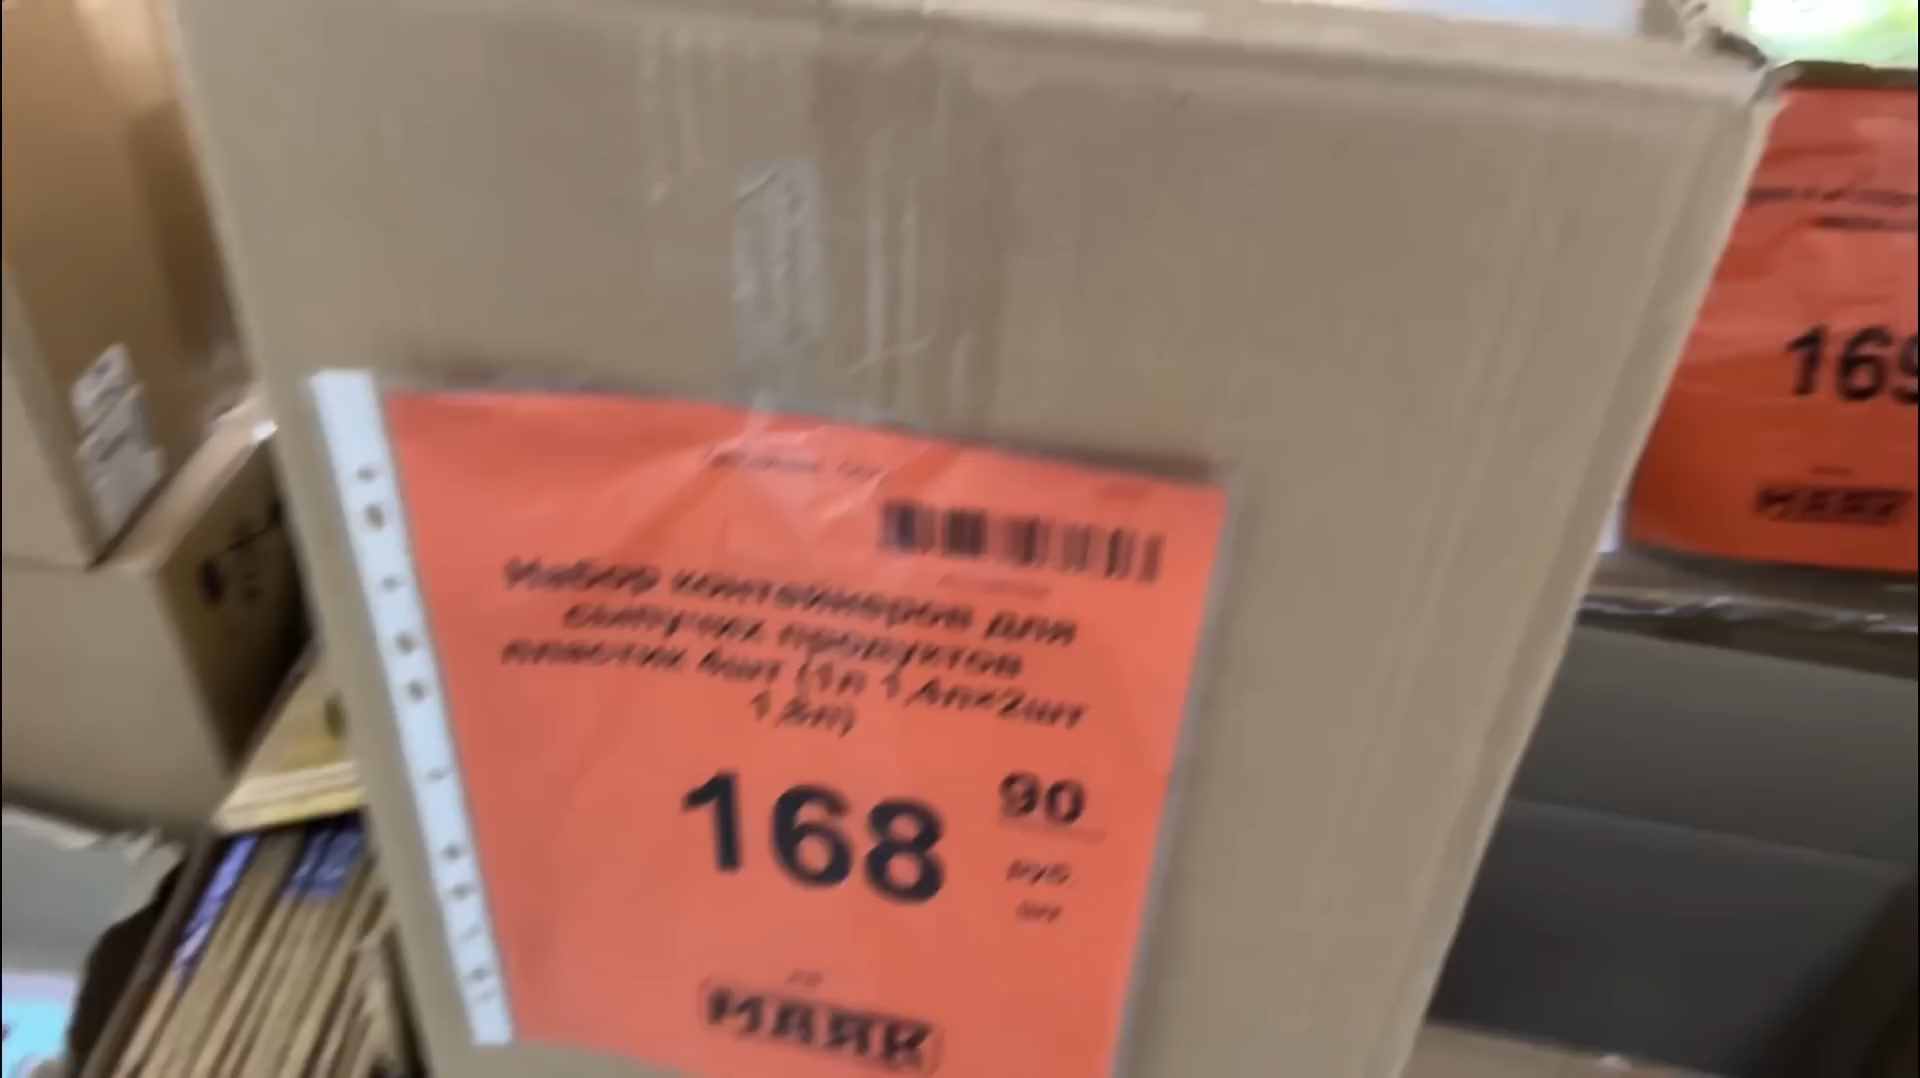 Набор контейнеров для
сыпучих продуктов
пластик 4шт (1л 1,4л×2шт
1,8л)
168 90
руб.
шт
МАЯК
169
МАЯК